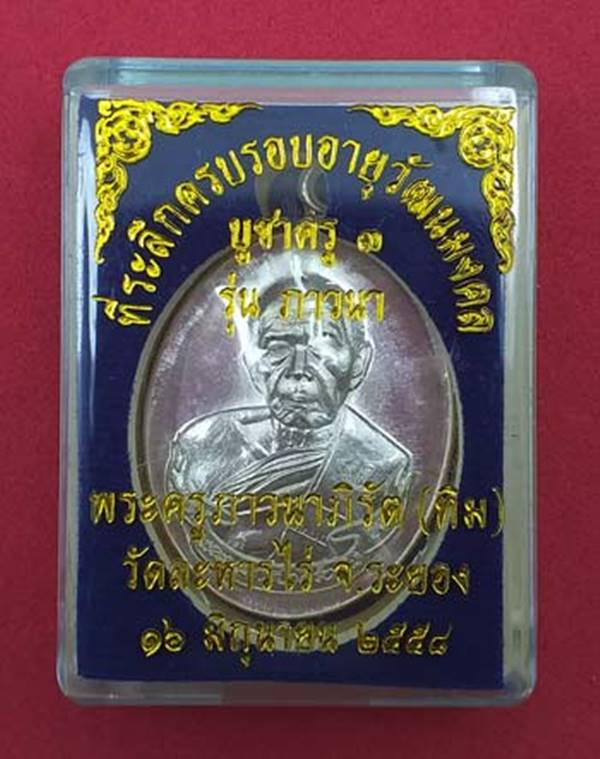 ที่ระลึกครบรอบอายุวัฒนมงคล
บูชาครู ๓
รุ่น ภาวนา
พระครูภาวนาภิรัต (ทิม)
วัดละหารไร่ จ.ระยอง
๑๖ มิถุนายน ๒๕๕๘